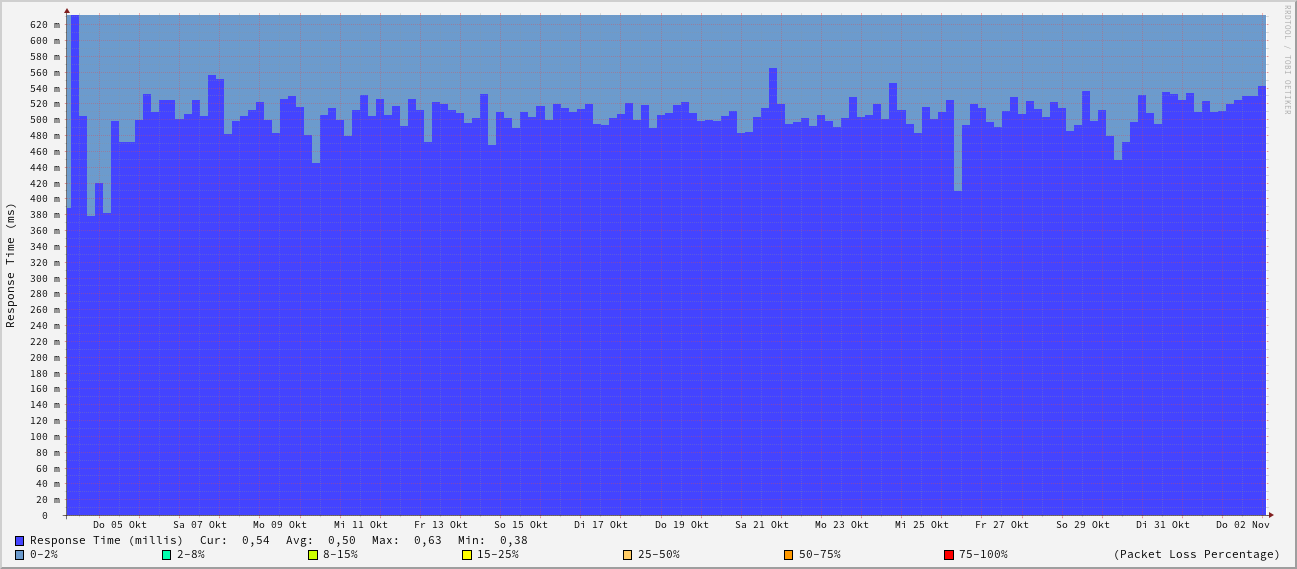 RRDTOOL / TOBI OETIKER
Response Time (ms)
620 m
600 m
580 m
560 m
540 m
520 m
500 m
480 m
460 m
440 m
420 m
400 m
380 m
360 m
340 m
320 m
300 m
280 m
260 m
240 m
220 m
200 m
180 m
160 m
140 m
120 m
100 m
80 m
60 m
40 m
20 m
0
Do 05 Okt Sa 07 Okt Mo 09 Okt Mi 11 Okt Fr 13 Okt So 15 Okt Di 17 Okt Do 19 Okt Sa 21 Okt Mo 23 Okt Mi 25 Okt Fr 27 Okt So 29 Okt Di 31 Okt Do 02 Nov
Response Time (millis) Cur: 0,54 Avg: 0,50 Max: 0,63 Min: 0,38
0-2% 2-8% 8-15% 15-25% 25-50% 50-75% 75-100% (Packet Loss Percentage)